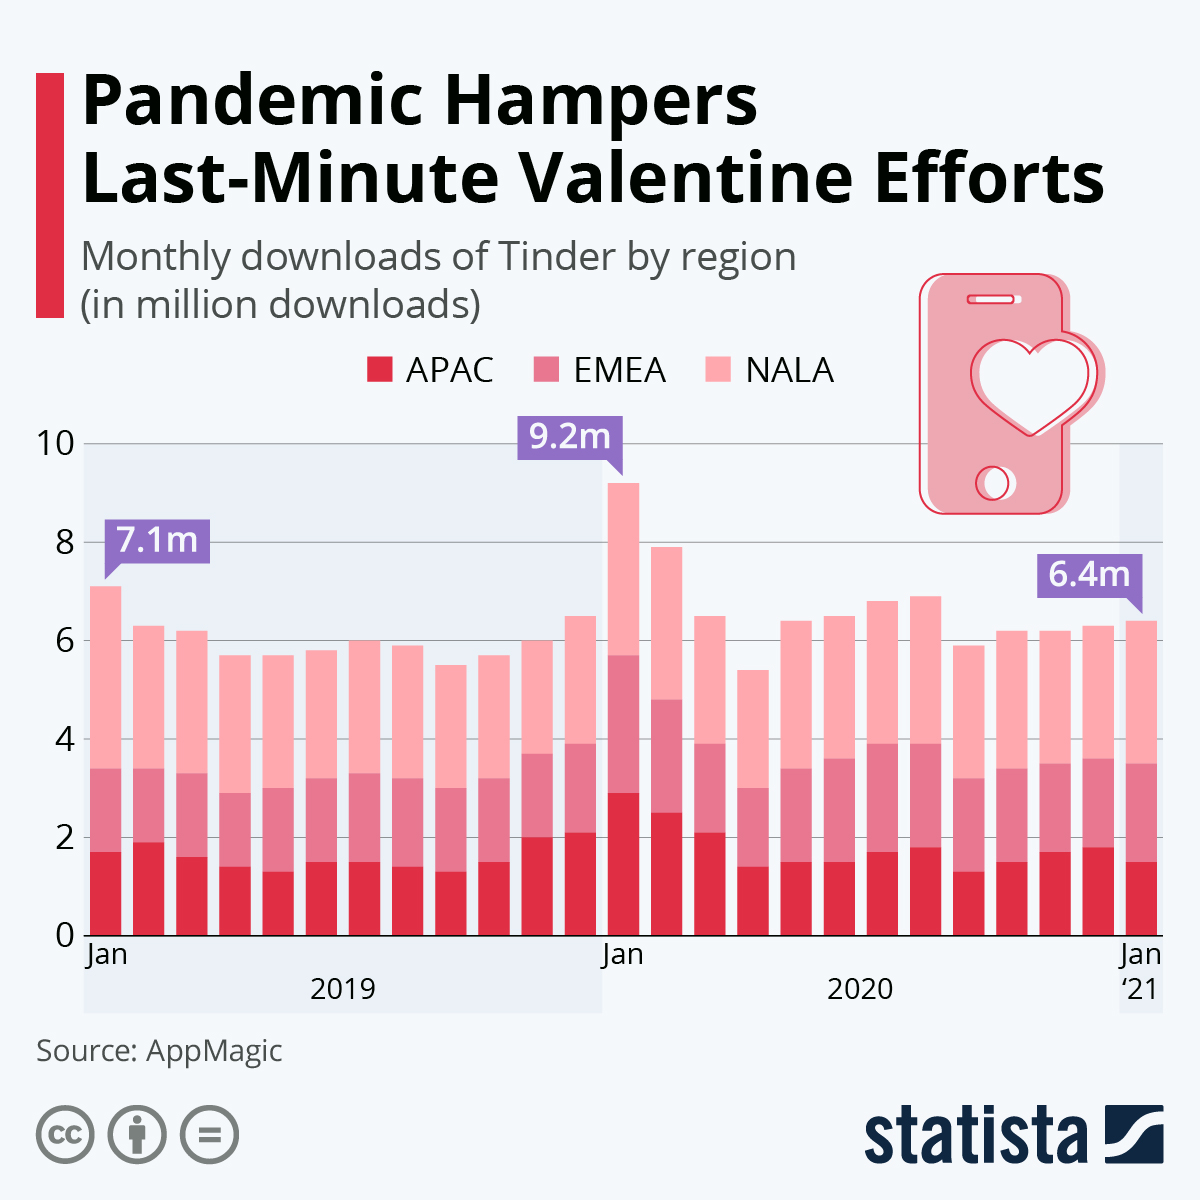 Pandemic Hampers
Last-Minute Valentine Efforts
Monthly downloads of Tinder by region
(in million downloads)
APAC EMEA NALA
10
9.2m
8
7.1m
6.4m
6
4
2
0
Jan Jan Jan
2019 2020 ‘21
Source: AppMagic
cc
statista